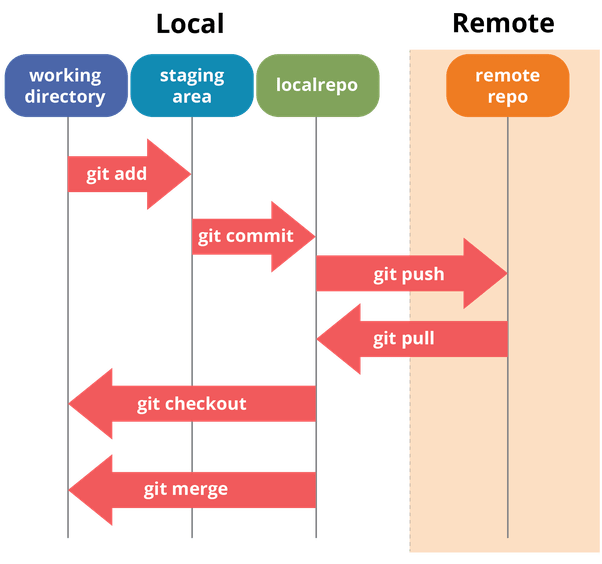 Local
Remote
working
directory
staging
area
localrepo
remote
repo
git add
git commit
git push
git pull
git checkout
git merge